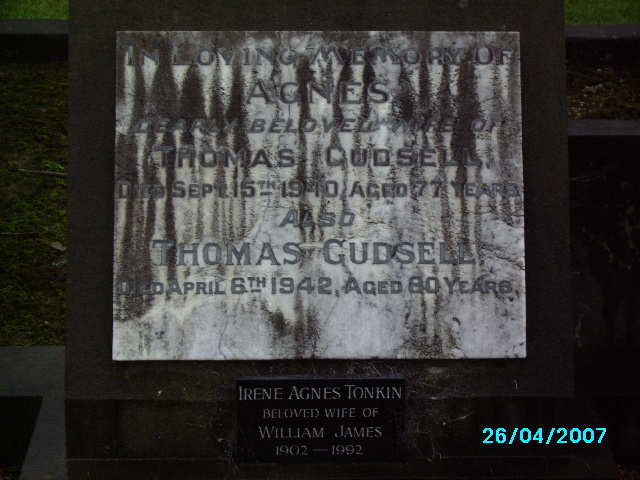 In Loving Memory Of
Agnes
Dearly Beloved Wife Of
Thomas Gudsell,
Died Sept. 15TH 1940, Aged 77 Years.
Also
Thomas Gudsell,
Died April 6TH 1942, Aged 80 Years.
Irene Agnes Tonkin
Beloved Wife Of
William James
1902 — 1992
26/04/2007